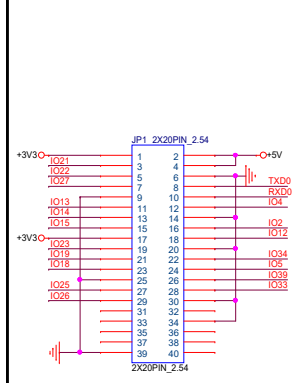 JP1 2X20PIN_2.54
+3V3 1 2 +5V
IO21 3 4
IO22 5 6
IO27 7 8 TXD0
9 10 RXD0
IO13 11 12 IO4
IO14 13 14
IO15 15 16 IO2
+3V3 17 18 IO12
IO23 19 20
IO19 21 22 IO34
IO18 23 24 IO5
25 26 IO39
IO25 27 28 IO33
IO26 29 30
31 32
33 34
35 36
37 38
39 40
2X20PIN_2.54